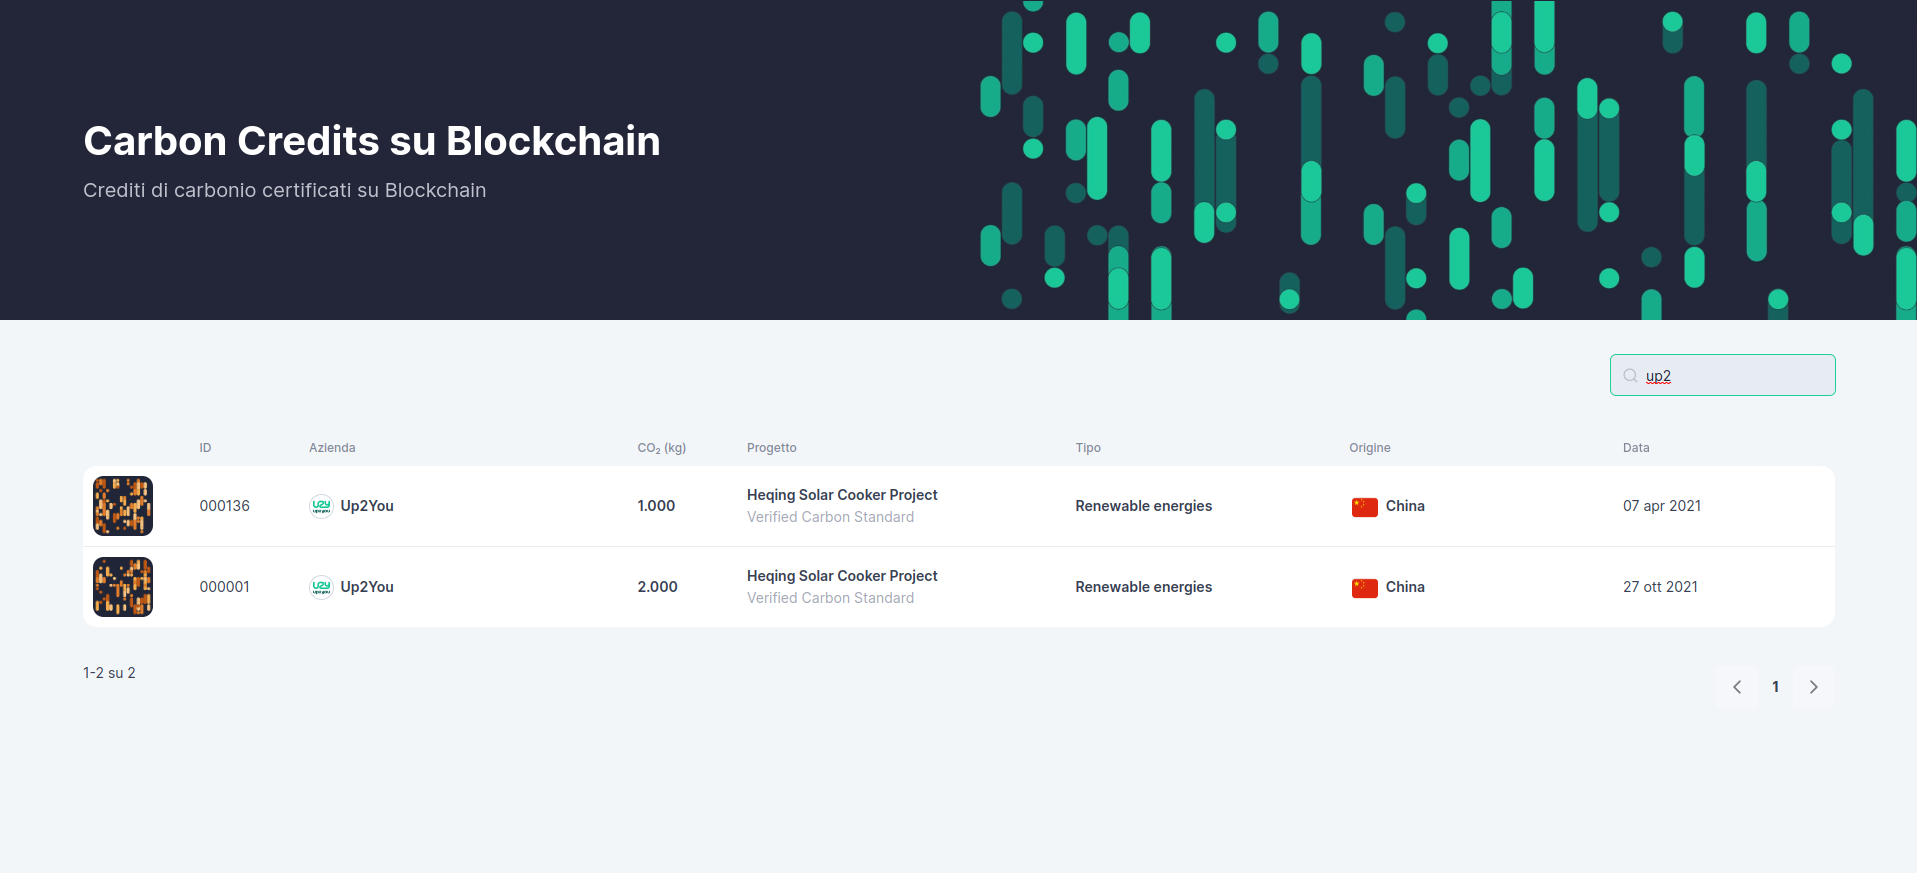 Carbon Credits su Blockchain
Crediti di carbonio certificati su Blockchain
up2
ID Azienda CO₂ (kg) Progetto Tipo Origine Data
000136 Up2You 1.000 Heqing Solar Cooker Project Renewable energies China 07 apr 2021
Verified Carbon Standard
000001 Up2You 2.000 Heqing Solar Cooker Project Renewable energies China 27 ott 2021
Verified Carbon Standard
1-2 su 2
1